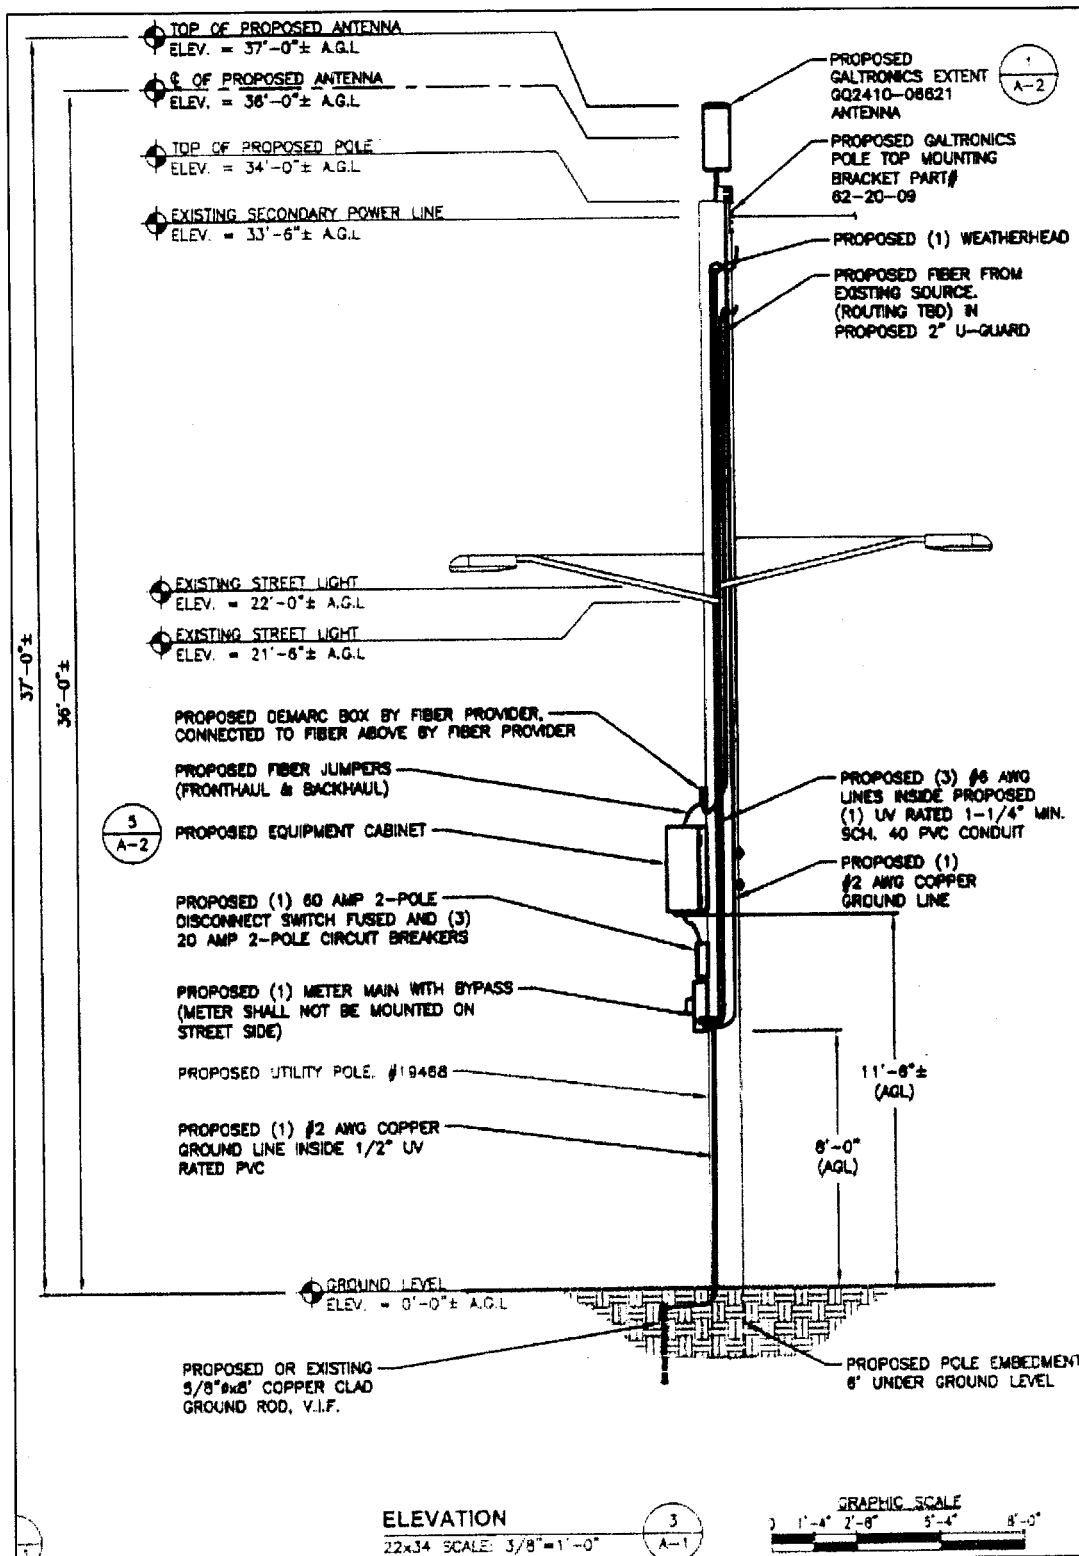 TOP OF PROPOSED ANTENNA
ELEV. = 37'-0"± A.G.L
℄ OF PROPOSED ANTENNA
ELEV. = 36'-0"± A.G.L
TOP OF PROPOSED POLE
ELEV. = 34'-0"± A.G.L
EXISTING SECONDARY POWER LINE
ELEV. = 33'-6"± A.G.L
PROPOSED
GALTRONICS EXTENT
GQ2410-06621
ANTENNA
1
A-2
PROPOSED GALTRONICS
POLE TOP MOUNTING
BRACKET PART#
62-20-09
PROPOSED (1) WEATHERHEAD
PROPOSED FIBER FROM
EXISTING SOURCE.
(ROUTING TBD) IN
PROPOSED 2" U-GUARD
EXISTING STREET LIGHT
ELEV. = 22'-0"± A.G.L
EXISTING STREET LIGHT
ELEV. = 21'-6"± A.G.L
37'-0"±
36'-0"±
PROPOSED DEMARC BOX BY FIBER PROVIDER,
CONNECTED TO FIBER ABOVE BY FIBER PROVIDER
PROPOSED FIBER JUMPERS
(FRONTHAUL & BACKHAUL)
5
A-2
PROPOSED EQUIPMENT CABINET
PROPOSED (1) 60 AMP 2-POLE
DISCONNECT SWITCH FUSED AND (3)
20 AMP 2-POLE CIRCUIT BREAKERS
PROPOSED (1) METER MAIN WITH BYPASS
(METER SHALL NOT BE MOUNTED ON
STREET SIDE)
PROPOSED UTILITY POLE, #19468
PROPOSED (1) #2 AWG COPPER
GROUND LINE INSIDE 1/2" UV
RATED PVC
PROPOSED (3) #6 AWG
LINES INSIDE PROPOSED
(1) UV RATED 1-1/4" MIN.
SCH. 40 PVC CONDUIT
PROPOSED (1)
#2 AWG COPPER
GROUND LINE
11'-6"±
(AGL)
8'-0"
(AGL)
GROUND LEVEL
ELEV. = 0'-0"± A.G.L
PROPOSED OR EXISTING
5/8"øx8' COPPER CLAD
GROUND ROD, V.I.F.
PROPOSED POLE EMBEDMENT
6' UNDER GROUND LEVEL
ELEVATION
22x34 SCALE: 3/8"=1'-0"
3
A-1
GRAPHIC SCALE
0 1'-4" 2'-8" 5'-4" 8'-0"